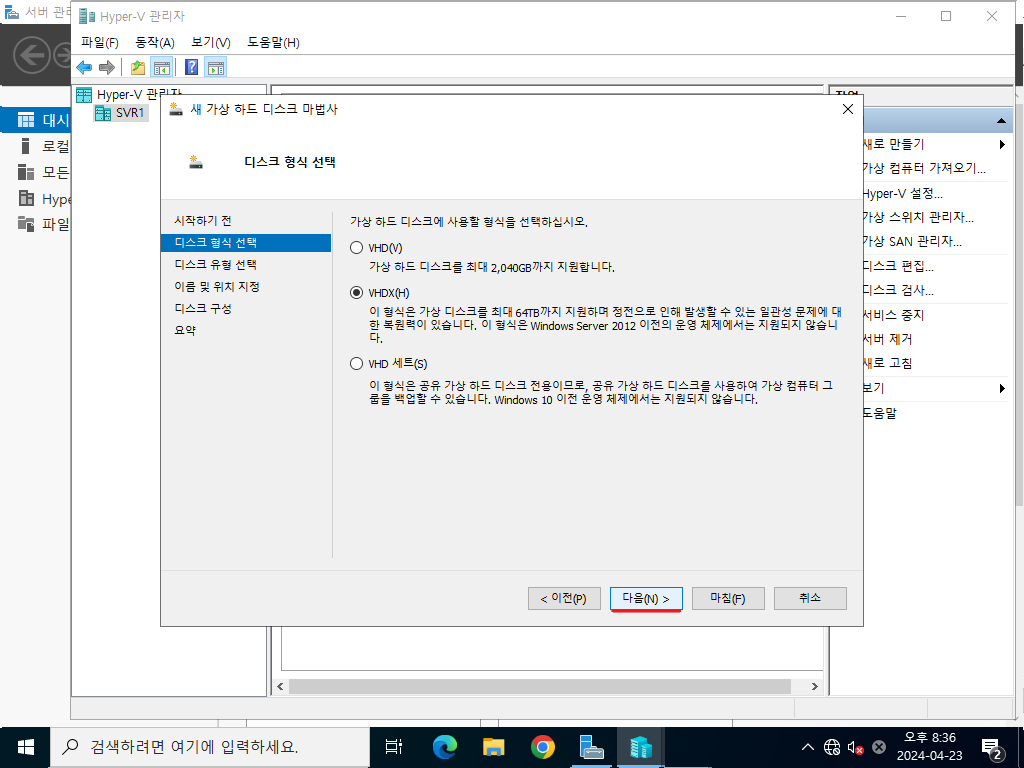 서버 관리
Hyper-V 관리자
파일(F) 동작(A) 보기(V) 도움말(H)
Hyper-V 관리자
SVR1
대시
로컬
모든
Hype
파일
새 가상 하드 디스크 마법사
디스크 형식 선택
시작하기 전
디스크 형식 선택
디스크 유형 선택
이름 및 위치 지정
디스크 구성
요약
가상 하드 디스크에 사용할 형식을 선택하십시오.
VHD(V)
가상 하드 디스크를 최대 2,040GB까지 지원합니다.
VHDX(H)
이 형식은 가상 디스크를 최대 64TB까지 지원하며 정전으로 인해 발생할 수 있는 일관성 문제에 대
한 복원력이 있습니다. 이 형식은 Windows Server 2012 이전의 운영 체제에서는 지원되지 않습니
다.
VHD 세트(S)
이 형식은 공유 가상 하드 디스크 전용이므로, 공유 가상 하드 디스크를 사용하여 가상 컴퓨터 그
룹을 백업할 수 있습니다. Windows 10 이전 운영 체제에서는 지원되지 않습니다.
< 이전(P) 다음(N) > 마침(F) 취소
새로 만들기
가상 컴퓨터 가져오기...
Hyper-V 설정...
가상 스위치 관리자...
가상 SAN 관리자...
디스크 편집...
디스크 검사...
서비스 중지
서버 제거
새로 고침
보기
도움말
검색하려면 여기에 입력하세요.
오후 8:36
2024-04-23
2